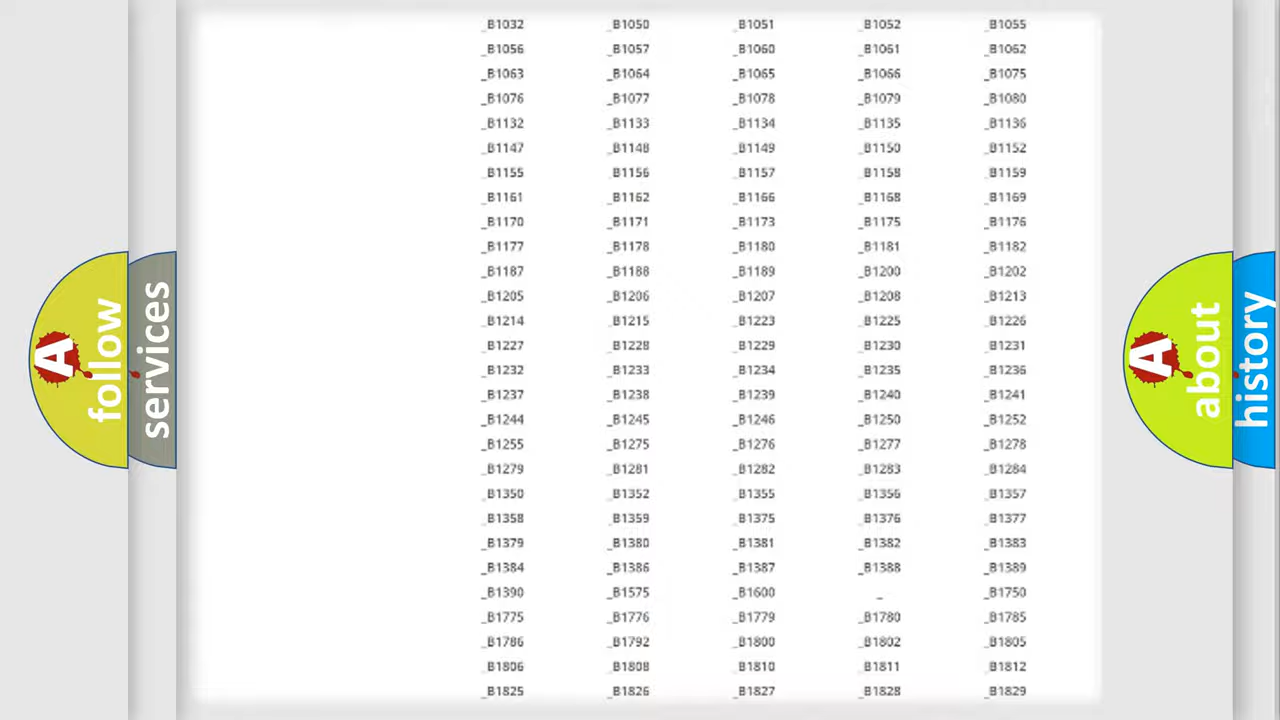 _B1032 _B1050 _B1051 _B1052 _B1055
_B1056 _B1057 _B1060 _B1061 _B1062
_B1063 _B1064 _B1065 _B1066 _B1075
_B1076 _B1077 _B1078 _B1079 _B1080
_B1132 _B1133 _B1134 _B1135 _B1136
_B1147 _B1148 _B1149 _B1150 _B1152
_B1155 _B1156 _B1157 _B1158 _B1159
_B1161 _B1162 _B1166 _B1168 _B1169
_B1170 _B1171 _B1173 _B1175 _B1176
_B1177 _B1178 _B1180 _B1181 _B1182
_B1187 _B1188 _B1189 _B1200 _B1202
_B1205 _B1206 _B1207 _B1208 _B1213
_B1214 _B1215 _B1223 _B1225 _B1226
_B1227 _B1228 _B1229 _B1230 _B1231
_B1232 _B1233 _B1234 _B1235 _B1236
_B1237 _B1238 _B1239 _B1240 _B1241
_B1244 _B1245 _B1246 _B1250 _B1252
_B1255 _B1275 _B1276 _B1277 _B1278
_B1279 _B1281 _B1282 _B1283 _B1284
_B1350 _B1352 _B1355 _B1356 _B1357
_B1358 _B1359 _B1375 _B1376 _B1377
_B1379 _B1380 _B1381 _B1382 _B1383
_B1384 _B1386 _B1387 _B1388 _B1389
_B1390 _B1575 _B1600 _ _B1750
_B1775 _B1776 _B1779 _B1780 _B1785
_B1786 _B1792 _B1800 _B1802 _B1805
_B1806 _B1808 _B1810 _B1811 _B1812
_B1825 _B1826 _B1827 _B1828 _B1829
A
follow
services
A
about
history